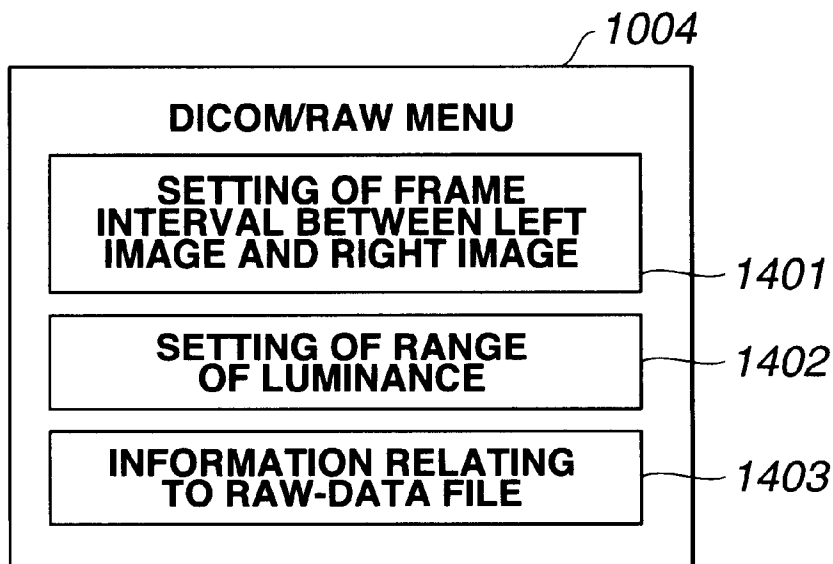 1004
DICOM/RAW MENU
SETTING OF FRAME
INTERVAL BETWEEN LEFT
IMAGE AND RIGHT IMAGE
1401
SETTING OF RANGE
OF LUMINANCE
1402
INFORMATION RELATING
TO RAW-DATA FILE
1403